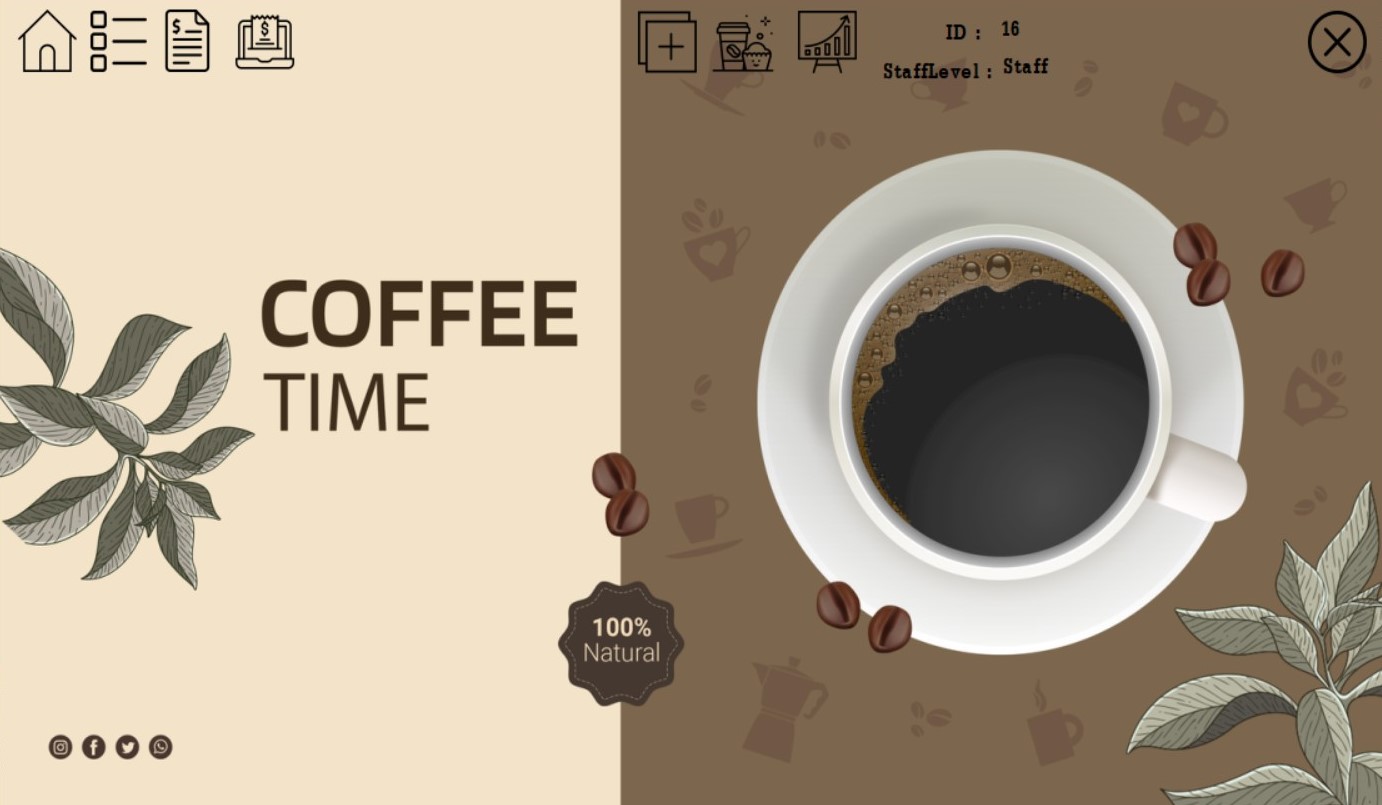 ID : 16
StaffLevel : Staff
COFFEE
TIME
100%
Natural